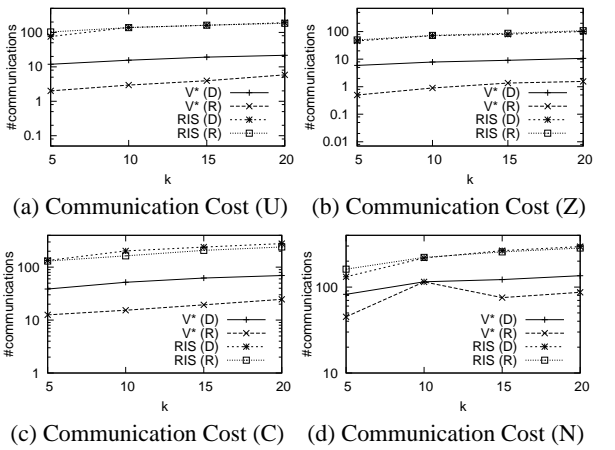 #communications
100
10
1
0.1
V* (D)
V* (R)
RIS (D)
RIS (R)
5 10 15 20
k
(a) Communication Cost (U)
#communications
100
10
1
0.1
0.01
V* (D)
V* (R)
RIS (D)
RIS (R)
5 10 15 20
k
(b) Communication Cost (Z)
#communications
100
10
1
V* (D)
V* (R)
RIS (D)
RIS (R)
5 10 15 20
k
(c) Communication Cost (C)
#communications
100
10
V* (D)
V* (R)
RIS (D)
RIS (R)
5 10 15 20
k
(d) Communication Cost (N)